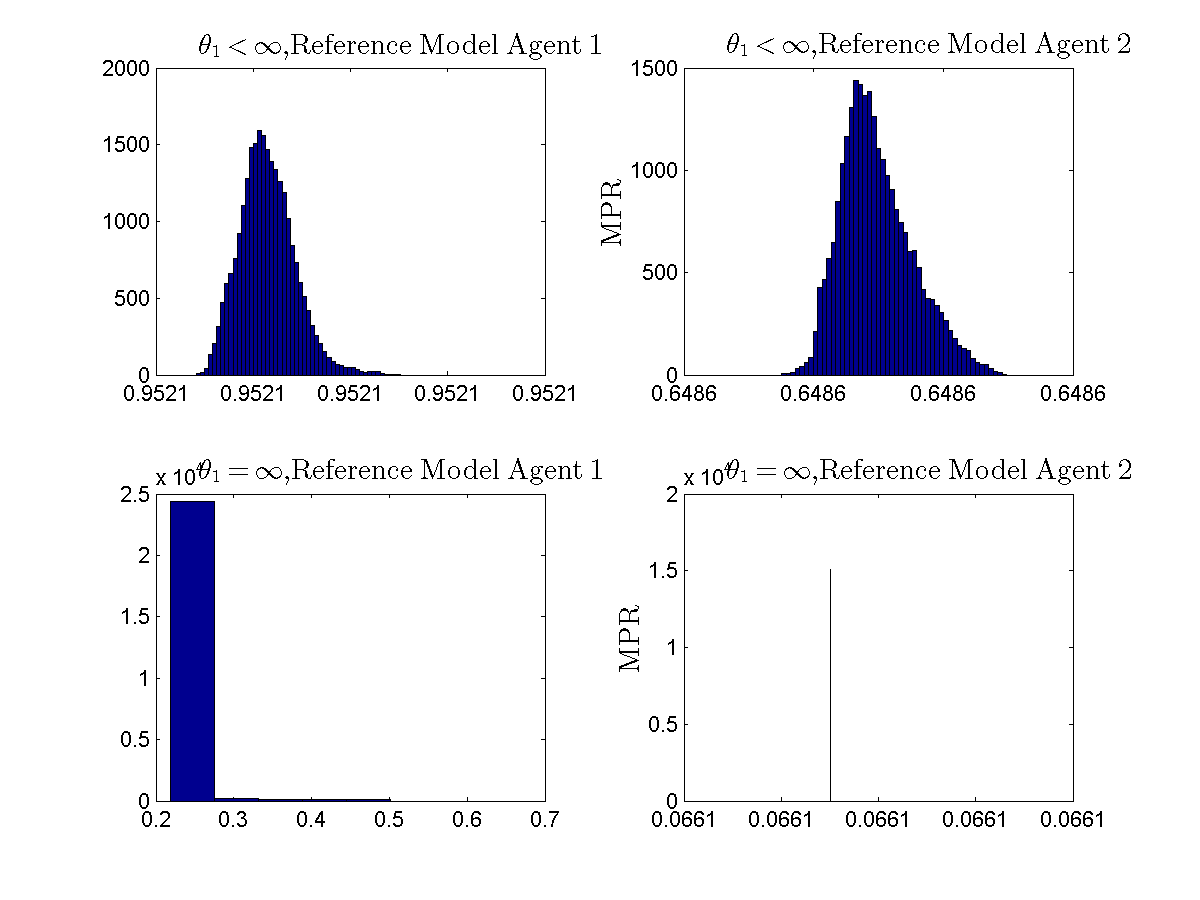 θ₁ < ∞,Reference Model Agent 1
2000
1500
1000
500
0
0.9521 0.9521 0.9521 0.9521 0.9521
θ₁ < ∞,Reference Model Agent 2
MPR
1500
1000
500
0
0.6486 0.6486 0.6486 0.6486
x 10⁴
θ₁ = ∞,Reference Model Agent 1
2.5
2
1.5
1
0.5
0
0.2 0.3 0.4 0.5 0.6 0.7
x 10⁴
θ₁ = ∞,Reference Model Agent 2
MPR
2
1.5
1
0.5
0
0.0661 0.0661 0.0661 0.0661 0.0661